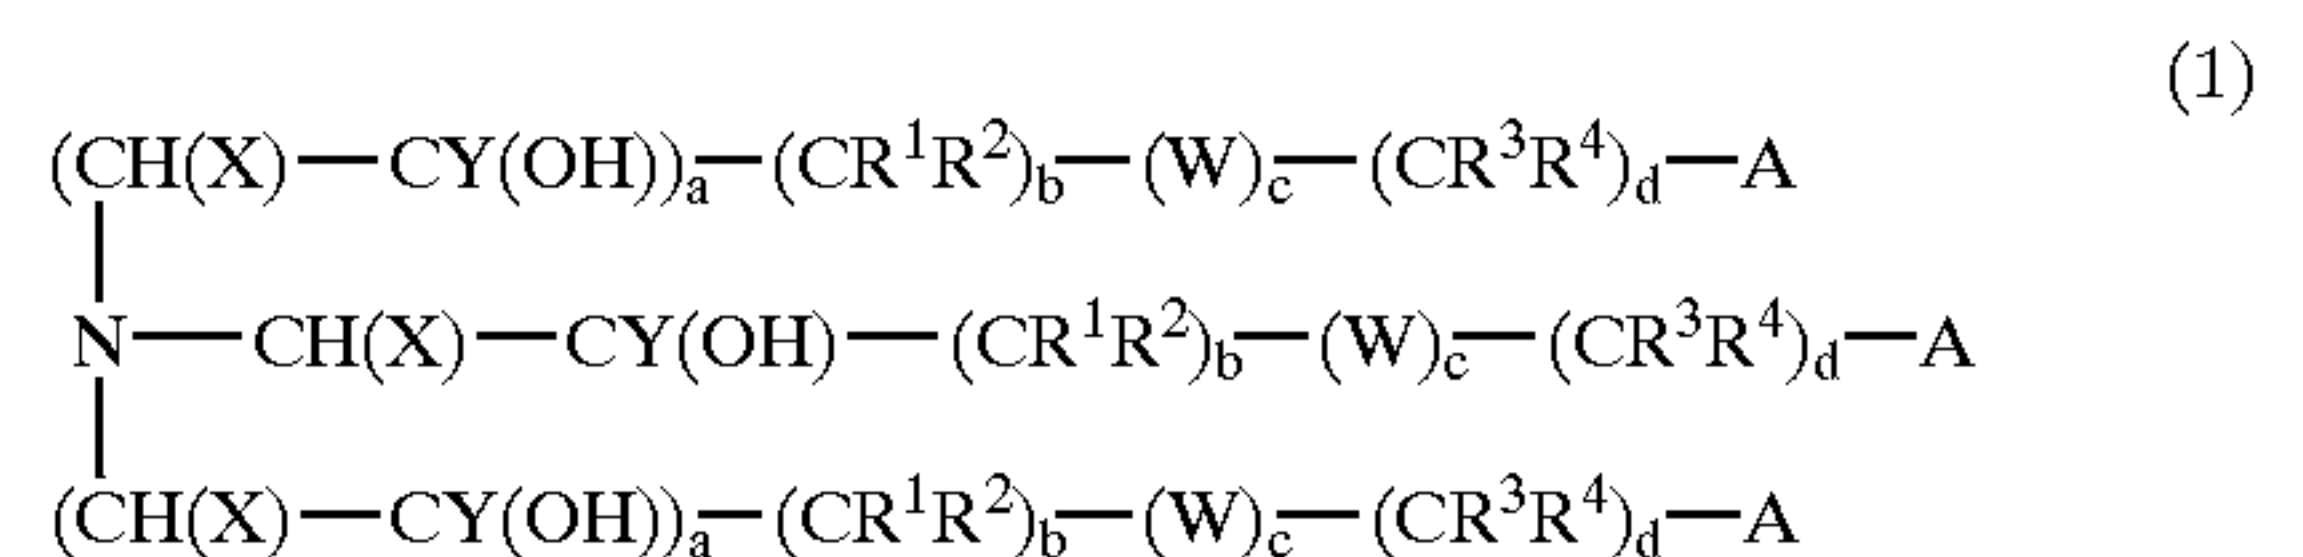 (1)
(CH(X)—CY(OH))ₐ—(CR¹R²)b—(W)c—(CR³R⁴)d—A
N—CH(X)—CY(OH)—(CR¹R²)b—(W)c—(CR³R⁴)d—A
(CH(X)—CY(OH))ₐ—(CR¹R²)b—(W)c—(CR³R⁴)d—A